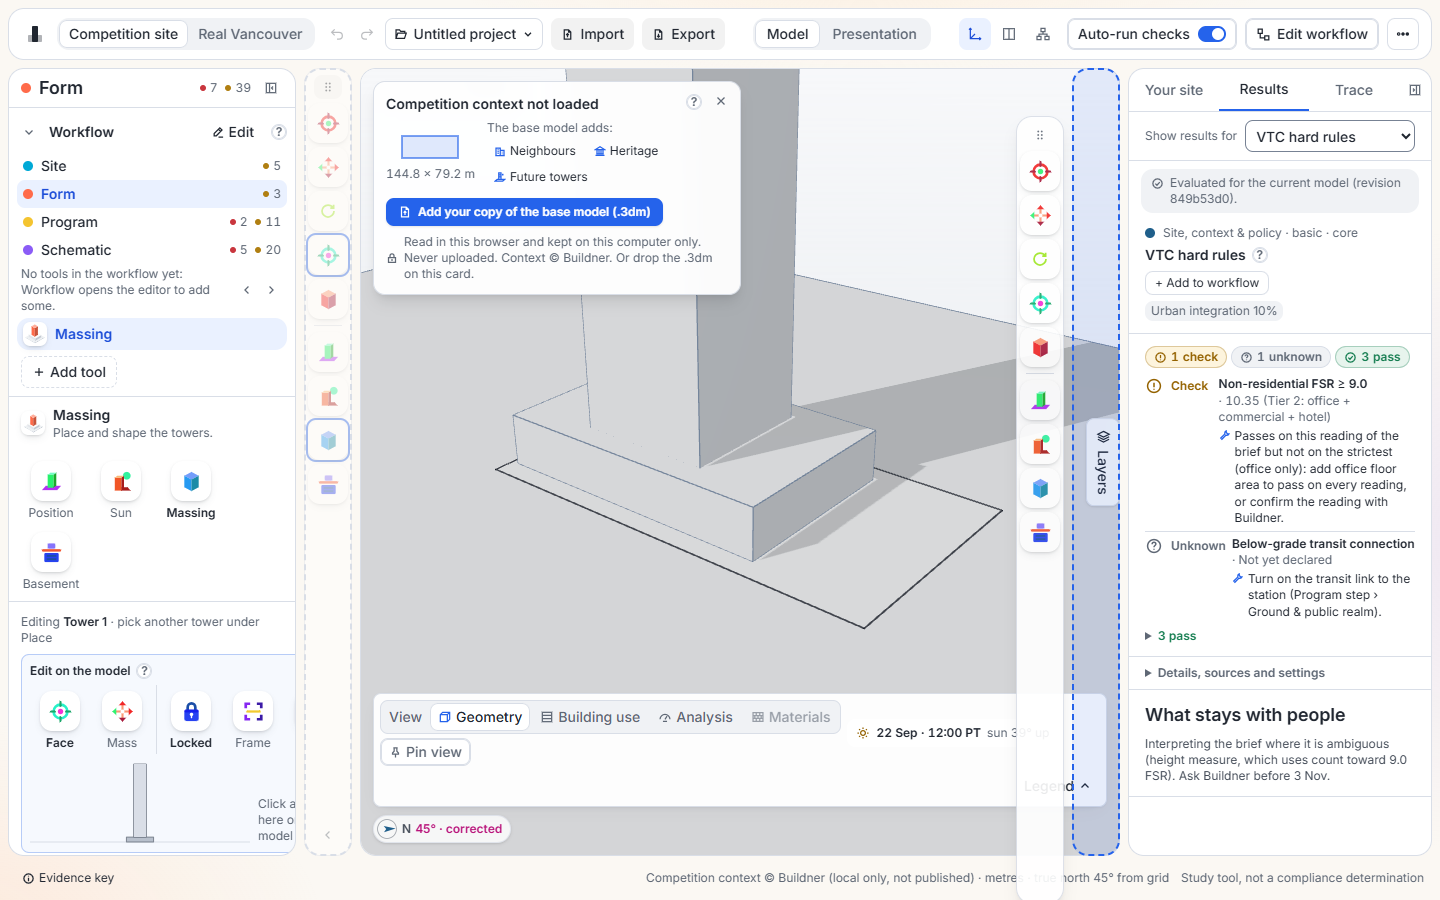 Competition site
Real Vancouver
Untitled project
Import
Export
Model
Presentation
Auto-run checks
Edit workflow
Form
7
39
Workflow
Edit
?
Site
5
Form
3
Program
2
11
Schematic
5
20
No tools in the workflow yet:
Workflow opens the editor to add
some.
Massing
+ Add tool
Massing
Place and shape the towers.
Position
Sun
Massing
Basement
Editing Tower 1 · pick another tower under
Place
Edit on the model
?
Face
Mass
Locked
Frame
Click a
here o
model
Competition context not loaded
?
The base model adds:
Neighbours
Heritage
144.8 × 79.2 m
Future towers
Add your copy of the base model (.3dm)
Read in this browser and kept on this computer only.
Never uploaded. Context © Buildner. Or drop the .3dm
on this card.
Layers
View
Geometry
Building use
Analysis
Materials
Pin view
22 Sep · 12:00 PT
sun 39° up
Legend
N 45° · corrected
Your site
Results
Trace
Show results for
VTC hard rules
Evaluated for the current model (revision
849b53d0).
Site, context & policy · basic · core
VTC hard rules
?
+ Add to workflow
Urban integration 10%
1 check
1 unknown
3 pass
Check
Non-residential FSR ≥ 9.0
· 10.35 (Tier 2: office +
commercial + hotel)
Passes on this reading of the
brief but not on the strictest
(office only): add office floor
area to pass on every reading,
or confirm the reading with
Buildner.
Unknown
Below-grade transit connection
· Not yet declared
Turn on the transit link to the
station (Program step ›
Ground & public realm).
3 pass
Details, sources and settings
What stays with people
Interpreting the brief where it is ambiguous
(height measure, which uses count toward 9.0
FSR). Ask Buildner before 3 Nov.
Evidence key
Competition context © Buildner (local only, not published) · metres · true north 45° from grid
Study tool, not a compliance determination